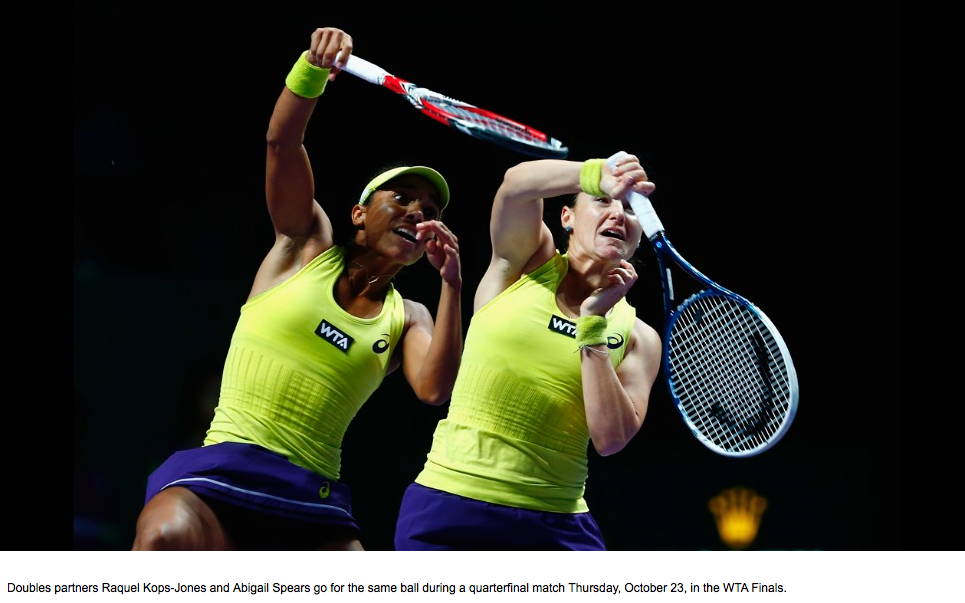 WTA
WTA
Doubles partners Raquel Kops-Jones and Abigail Spears go for the same ball during a quarterfinal match Thursday, October 23, in the WTA Finals.